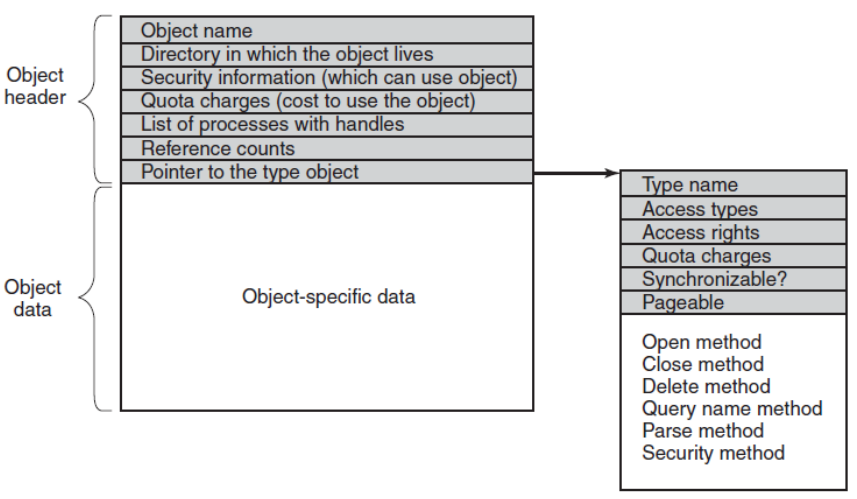 Object name
Directory in which the object lives
Security information (which can use object)
Quota charges (cost to use the object)
List of processes with handles
Reference counts
Pointer to the type object
Object
header
Object
data
Object-specific data
Type name
Access types
Access rights
Quota charges
Synchronizable?
Pageable
Open method
Close method
Delete method
Query name method
Parse method
Security method